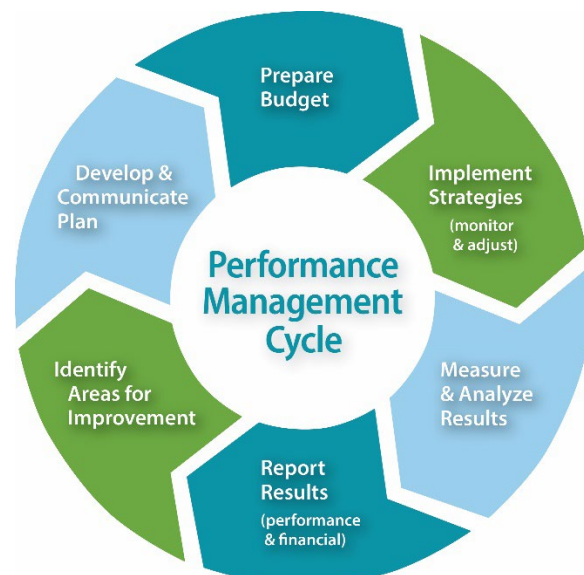 Prepare
Budget
Implement
Strategies
(monitor
& adjust)
Measure
& Analyze
Results
Report
Results
(performance
& financial)
Identify
Areas for
Improvement
Develop &
Communicate
Plan
Performance
Management
Cycle